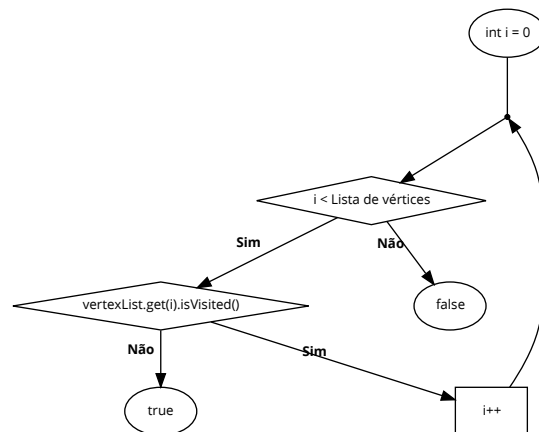 int i = 0
i < Lista de vértices
Sim
Não
vertexList.get(i).isVisited()
false
Não
Sim
true
i++